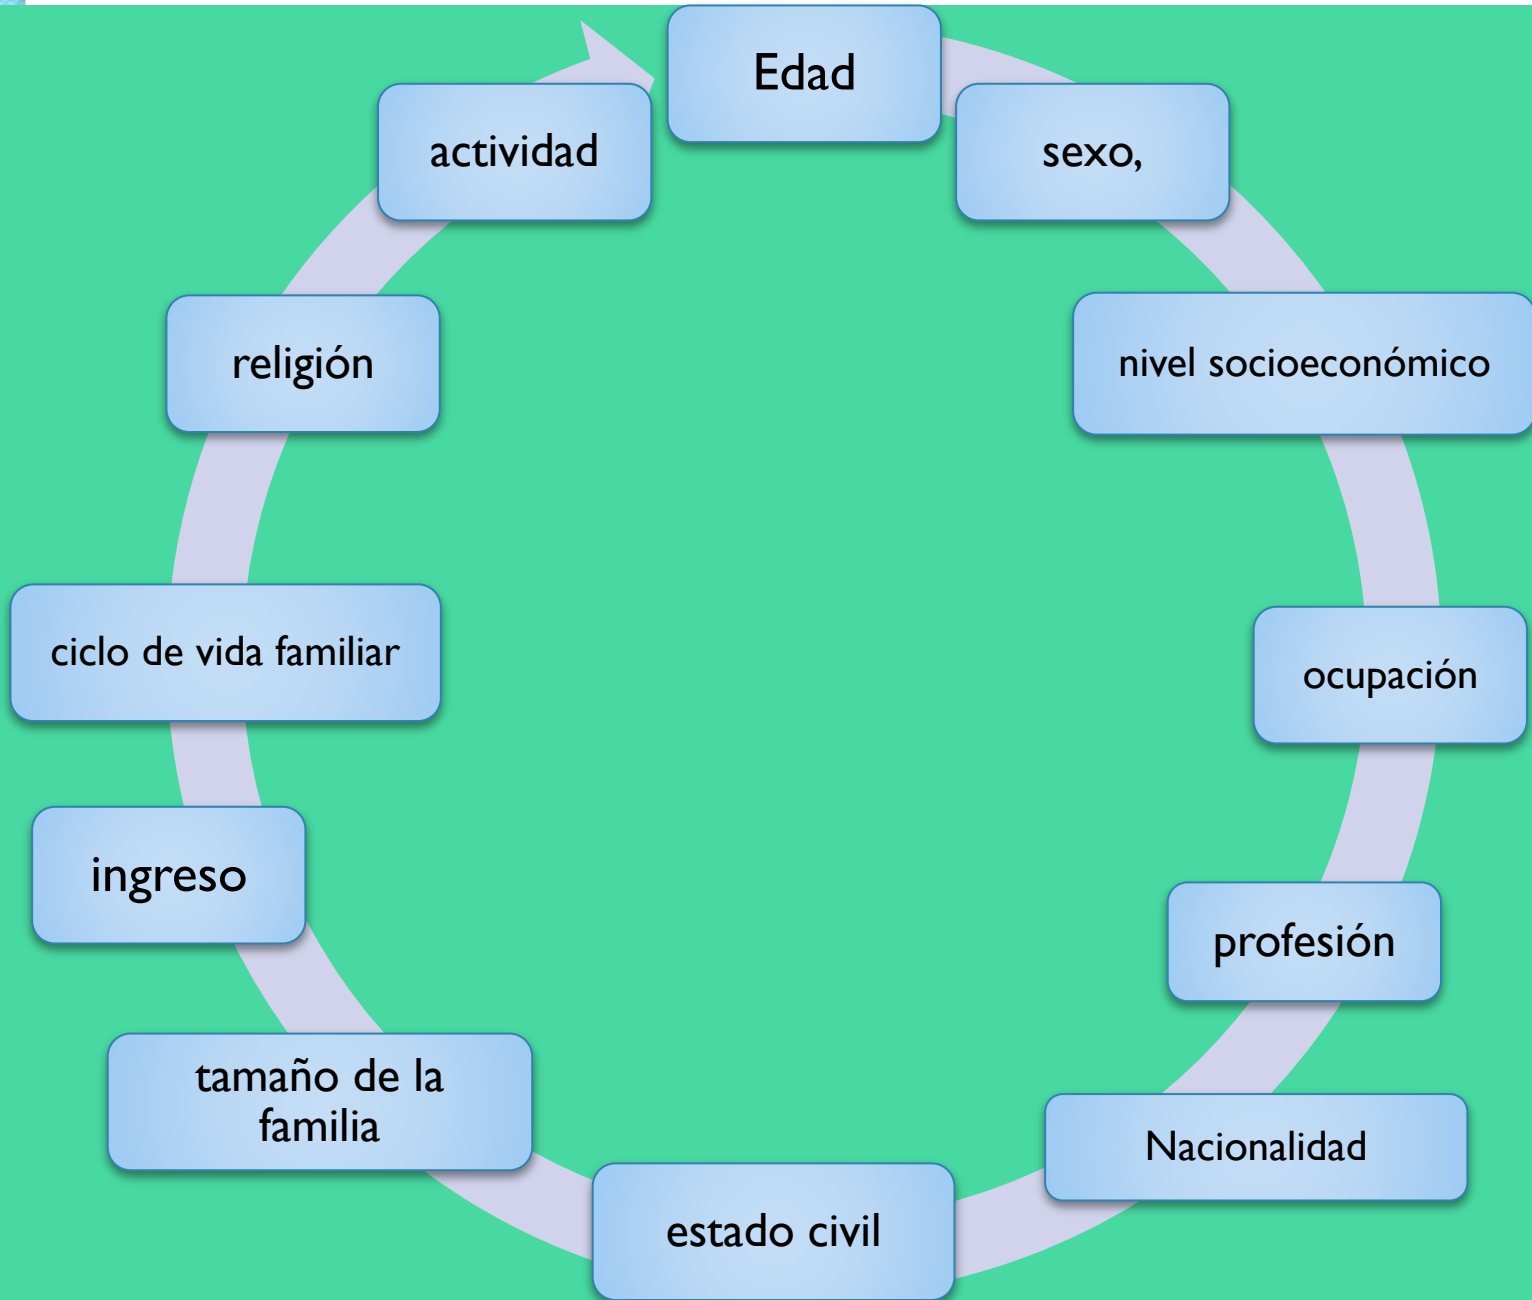 Edad
sexo,
nivel socioeconómico
ocupación
profesión
Nacionalidad
estado civil
tamaño de la
familia
ingreso
ciclo de vida familiar
religión
actividad